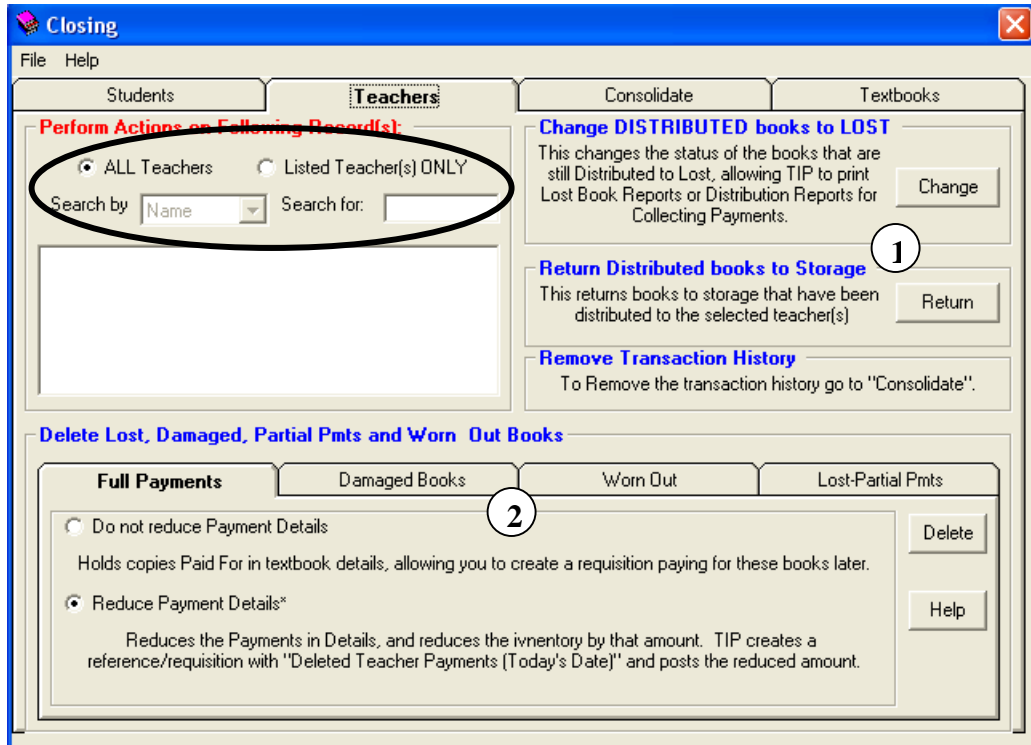 Closing
File Help
Students Teachers Consolidate Textbooks
Perform Actions on Following Record(s):
ALL Teachers Listed Teacher(s) ONLY
Search by Name Search for:
Change DISTRIBUTED books to LOST
This changes the status of the books that are
still Distributed to Lost, allowing TIP to print
Lost Book Reports or Distribution Reports for
Collecting Payments.
Change
1
Return Distributed books to Storage
This returns books to storage that have been
distributed to the selected teacher(s)
Return
Remove Transaction History
To Remove the transaction history go to "Consolidate".
Delete Lost, Damaged, Partial Pmts and Worn Out Books
Full Payments Damaged Books Worn Out Lost-Partial Pmts
2
Do not reduce Payment Details
Holds copies Paid For in textbook details, allowing you to create a requisition paying for these books later.
Reduce Payment Details*
Reduces the Payments in Details, and reduces the ivnentory by that amount. TIP creates a
reference/requisition with "Deleted Teacher Payments (Today's Date)" and posts the reduced amount.
Delete
Help